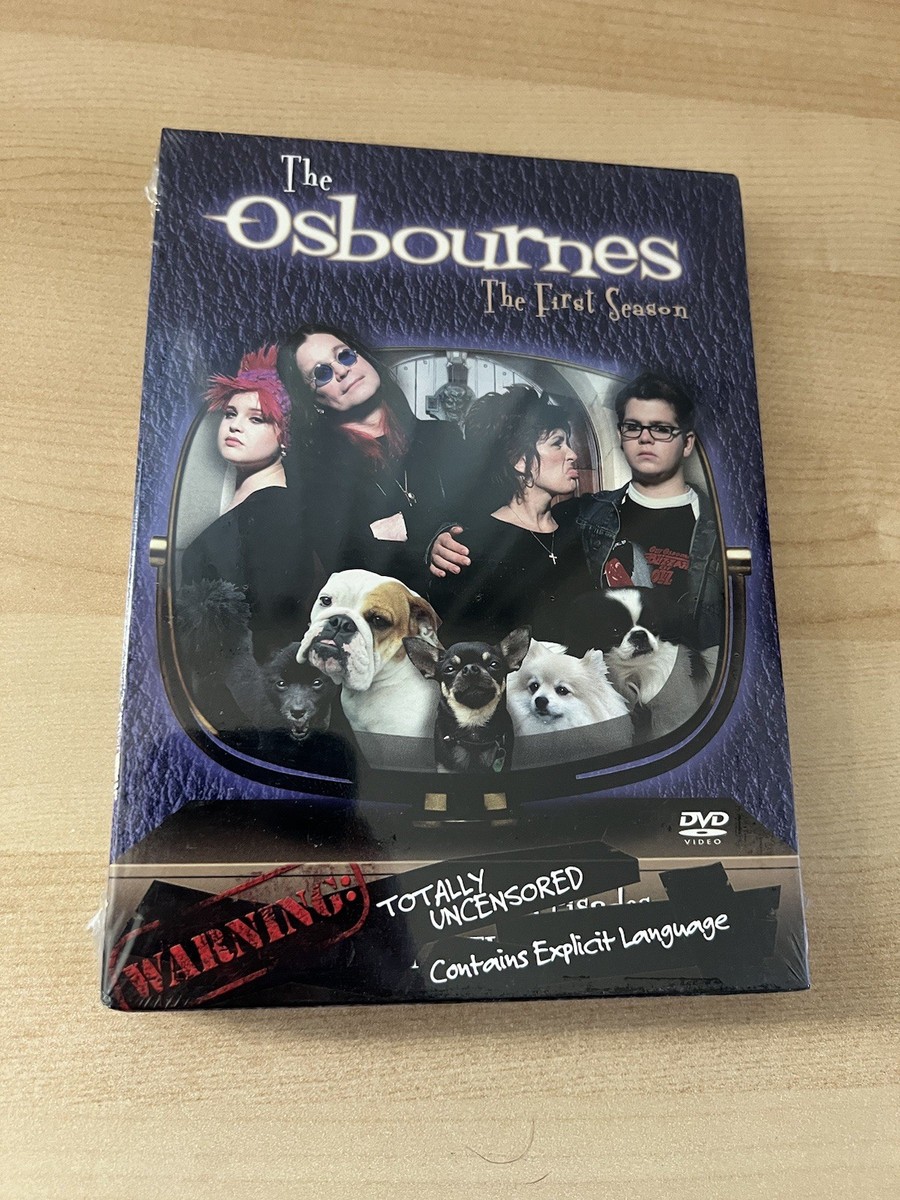 The
Osbournes
The First Season
DVD
VIDEO
WARNING:
TOTALLY
UNCENSORED
Contains Explicit Language